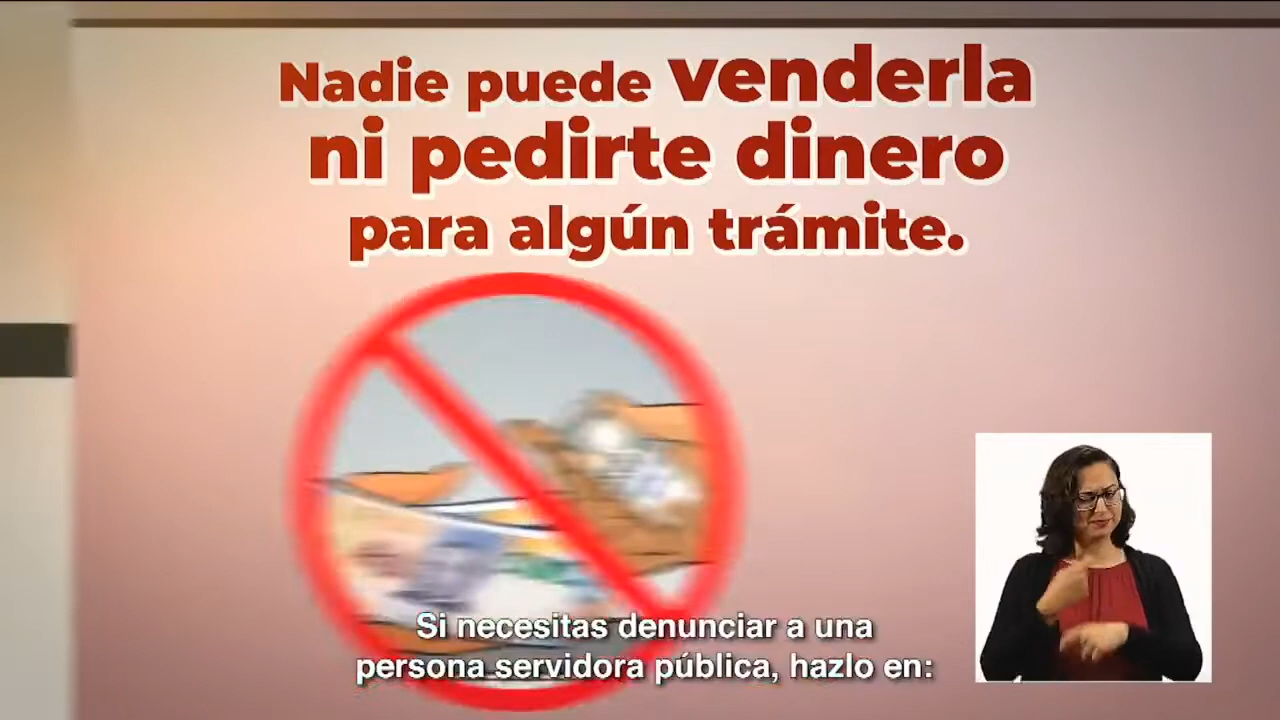 Nadie puede venderla
ni pedirte dinero
para algún trámite.
Si necesitas denunciar a una
persona servidora pública, hazlo en: